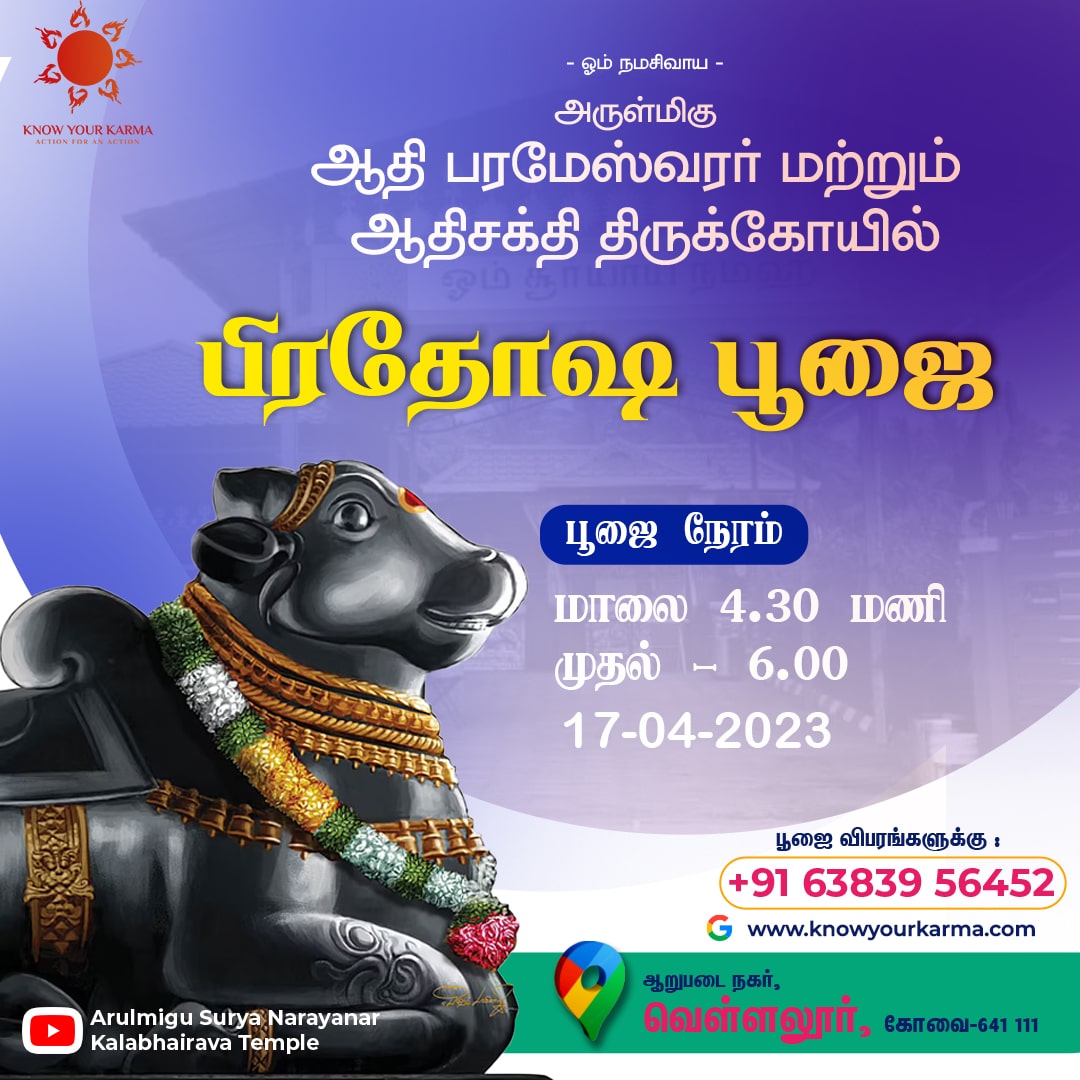 KNOW YOUR KARMA
ACTION FOR AN ACTION
- ஓம் நமசிவாய -
அருள்மிகு
ஆதி பரமேஸ்வரர் மற்றும்
ஆதிசக்தி திருக்கோயில்
ஓம் சூர்யாய நமஹ
பிரதோஷ பூஜை
பூஜை நேரம்
மாலை 4.30 மணி
முதல் - 6.00
17-04-2023
பூஜை விபரங்களுக்கு :
+91 63839 56452
www.knowyourkarma.com
ஆறுபடை நகர்,
வெள்ளலூர், கோவை-641 111
Arulmigu Surya Narayanar
Kalabhairava Temple